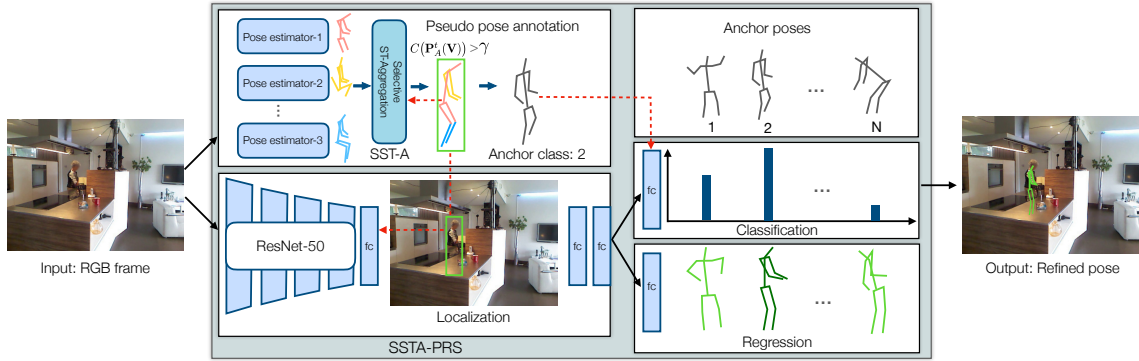 Pseudo pose annotation
Pose estimator-1
Pose estimator-2
⋮
Pose estimator-3
Selective
ST-Aggregation
SST-A
C(P_A^t(V)) > γ
Anchor class: 2
Anchor poses
...
1 2 N
Input: RGB frame
ResNet-50
fc
Localization
fc fc
SSTA-PRS
fc
...
Classification
fc
...
Regression
Output: Refined pose